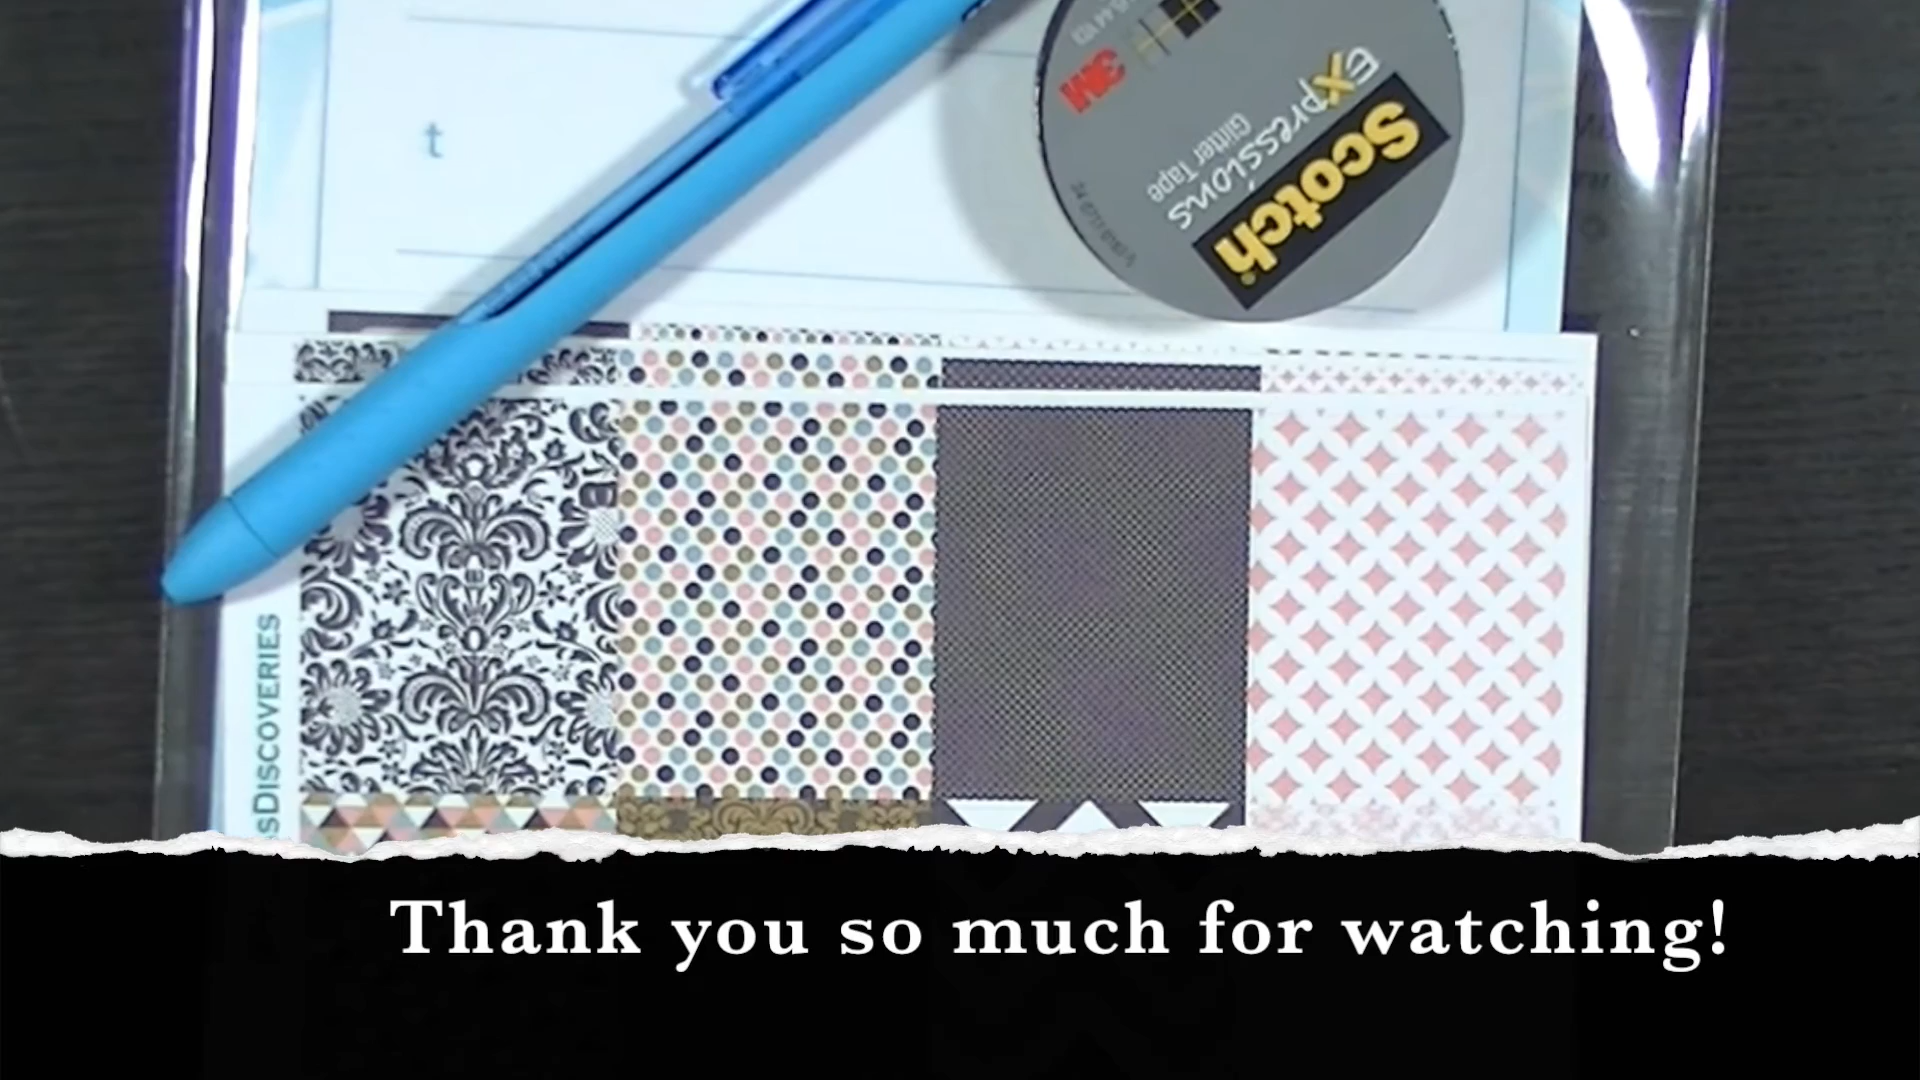 t
3M
Scotch
Expressions
Glitter Tape
sDISCOVERIES
Thank you so much for watching!